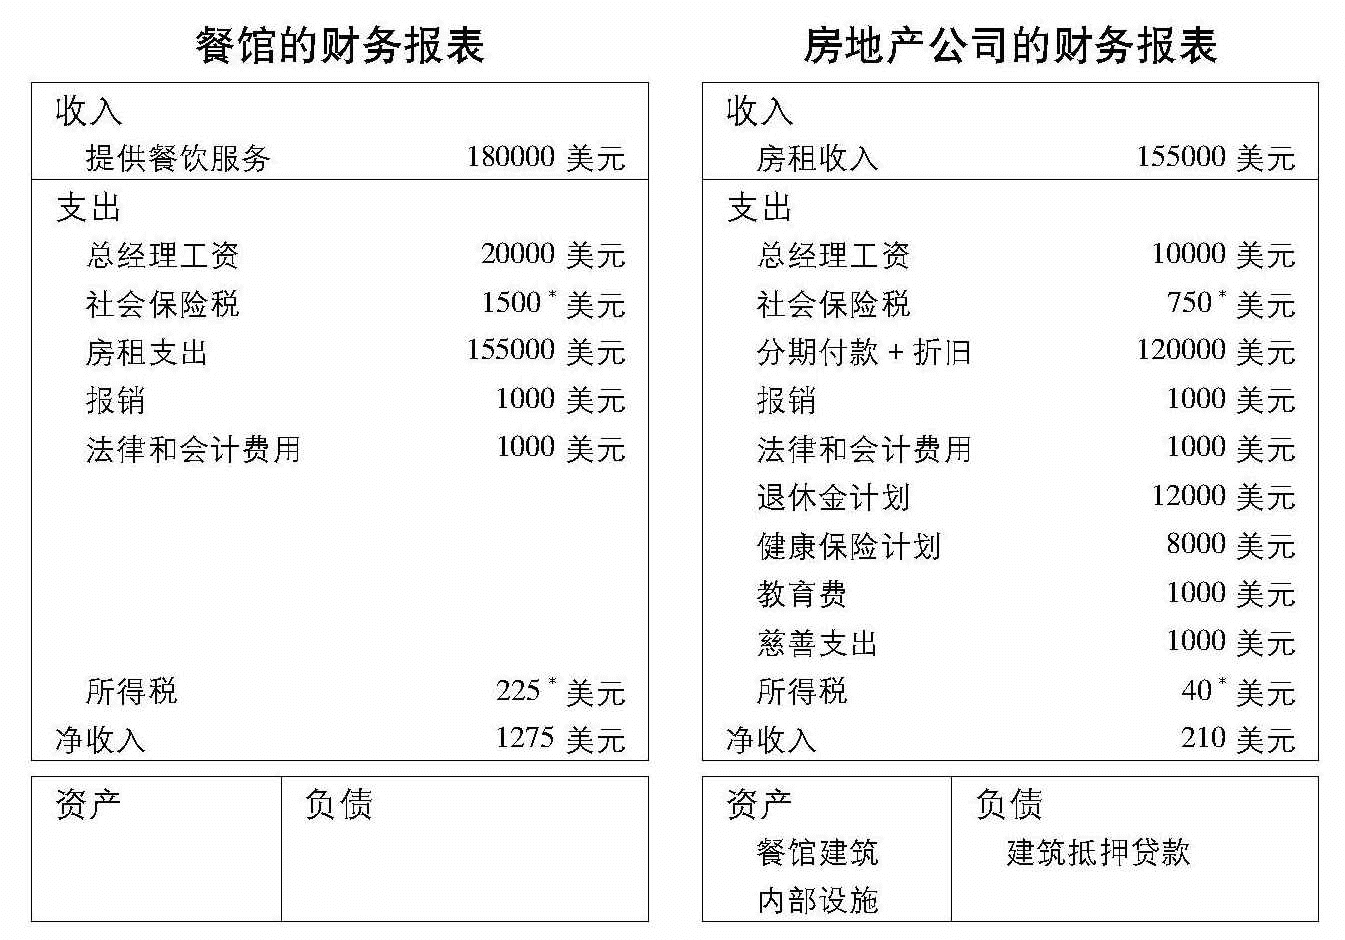 餐馆的财务报表
收入
提供餐饮服务 180000 美元
支出
总经理工资 20000 美元
社会保险税 1500 * 美元
房租支出 155000 美元
报销 1000 美元
法律和会计费用 1000 美元
所得税 225 * 美元
净收入 1275 美元
资产 负债
房地产公司的财务报表
收入
房租收入 155000 美元
支出
总经理工资 10000 美元
社会保险税 750 * 美元
分期付款 + 折旧 120000 美元
报销 1000 美元
法律和会计费用 1000 美元
退休金计划 12000 美元
健康保险计划 8000 美元
教育费 1000 美元
慈善支出 1000 美元
所得税 40 * 美元
净收入 210 美元
资产 负债
餐馆建筑 建筑抵押贷款
内部设施